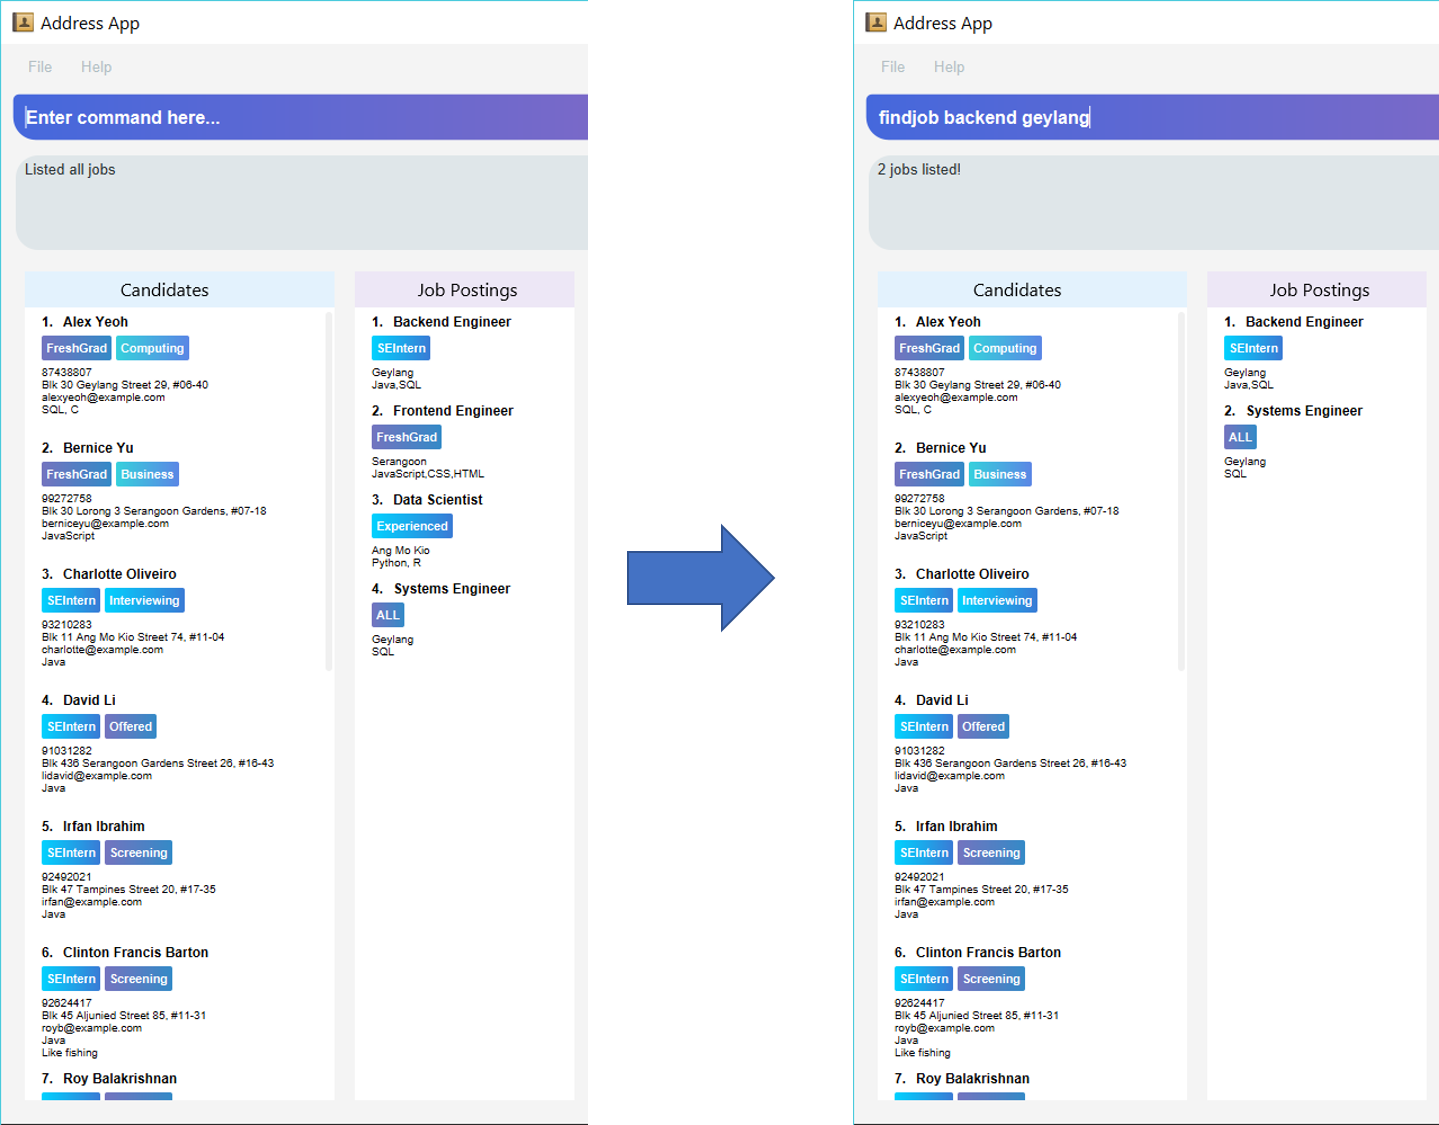 Address App
File Help
Enter command here...
Listed all jobs
Candidates
1. Alex Yeoh
FreshGrad Computing
87438807
Blk 30 Geylang Street 29, #06-40
alexyeoh@example.com
SQL, C
2. Bernice Yu
FreshGrad Business
99272758
Blk 30 Lorong 3 Serangoon Gardens, #07-18
berniceyu@example.com
JavaScript
3. Charlotte Oliveiro
SEIntern Interviewing
93210283
Blk 11 Ang Mo Kio Street 74, #11-04
charlotte@example.com
Java
4. David Li
SEIntern Offered
91031282
Blk 436 Serangoon Gardens Street 26, #16-43
lidavid@example.com
Java
5. Irfan Ibrahim
SEIntern Screening
92492021
Blk 47 Tampines Street 20, #17-35
irfan@example.com
Java
6. Clinton Francis Barton
SEIntern Screening
92624417
Blk 45 Aljunied Street 85, #11-31
royb@example.com
Java
Like fishing
7. Roy Balakrishnan
Job Postings
1. Backend Engineer
SEIntern
Geylang
Java,SQL
2. Frontend Engineer
FreshGrad
Serangoon
JavaScript,CSS,HTML
3. Data Scientist
Experienced
Ang Mo Kio
Python, R
4. Systems Engineer
ALL
Geylang
SQL
Address App
File Help
findjob backend geylang
2 jobs listed!
Candidates
1. Alex Yeoh
FreshGrad Computing
87438807
Blk 30 Geylang Street 29, #06-40
alexyeoh@example.com
SQL, C
2. Bernice Yu
FreshGrad Business
99272758
Blk 30 Lorong 3 Serangoon Gardens, #07-18
berniceyu@example.com
JavaScript
3. Charlotte Oliveiro
SEIntern Interviewing
93210283
Blk 11 Ang Mo Kio Street 74, #11-04
charlotte@example.com
Java
4. David Li
SEIntern Offered
91031282
Blk 436 Serangoon Gardens Street 26, #16-43
lidavid@example.com
Java
5. Irfan Ibrahim
SEIntern Screening
92492021
Blk 47 Tampines Street 20, #17-35
irfan@example.com
Java
6. Clinton Francis Barton
SEIntern Screening
92624417
Blk 45 Aljunied Street 85, #11-31
royb@example.com
Java
Like fishing
7. Roy Balakrishnan
Job Postings
1. Backend Engineer
SEIntern
Geylang
Java,SQL
2. Systems Engineer
ALL
Geylang
SQL